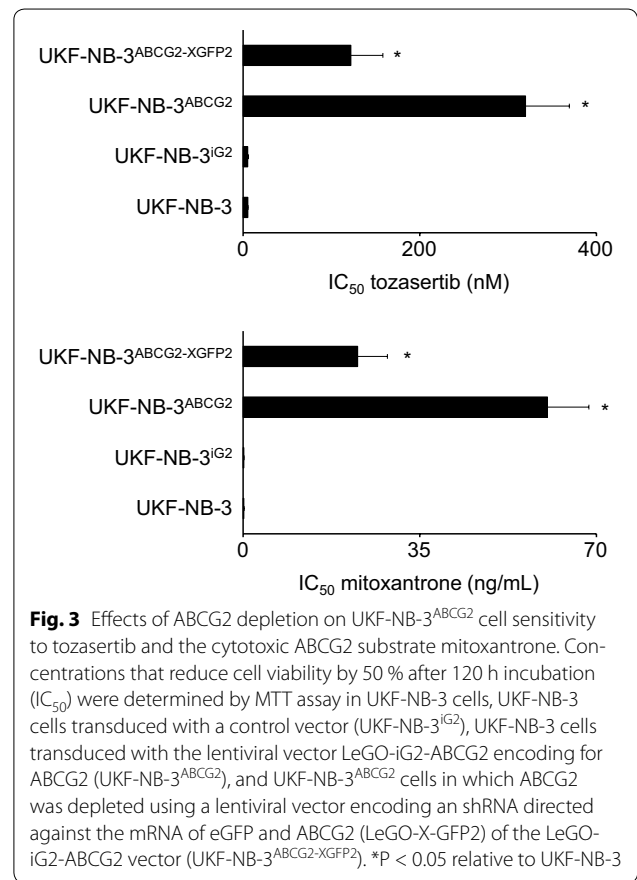 UKF-NB-3ABCG2-XGFP2
*
UKF-NB-3ABCG2
*
UKF-NB-3iG2
UKF-NB-3
0 200 400
IC50 tozasertib (nM)
UKF-NB-3ABCG2-XGFP2
*
UKF-NB-3ABCG2
*
UKF-NB-3iG2
UKF-NB-3
0 35 70
IC50 mitoxantrone (ng/mL)
Fig. 3 Effects of ABCG2 depletion on UKF-NB-3ABCG2 cell sensitivity
to tozasertib and the cytotoxic ABCG2 substrate mitoxantrone. Con-
centrations that reduce cell viability by 50 % after 120 h incubation
(IC50) were determined by MTT assay in UKF-NB-3 cells, UKF-NB-3
cells transduced with a control vector (UKF-NB-3iG2), UKF-NB-3 cells
transduced with the lentiviral vector LeGO-iG2-ABCG2 encoding for
ABCG2 (UKF-NB-3ABCG2), and UKF-NB-3ABCG2 cells in which ABCG2
was depleted using a lentiviral vector encoding an shRNA directed
against the mRNA of eGFP and ABCG2 (LeGO-X-GFP2) of the LeGO-
iG2-ABCG2 vector (UKF-NB-3ABCG2-XGFP2). *P < 0.05 relative to UKF-NB-3